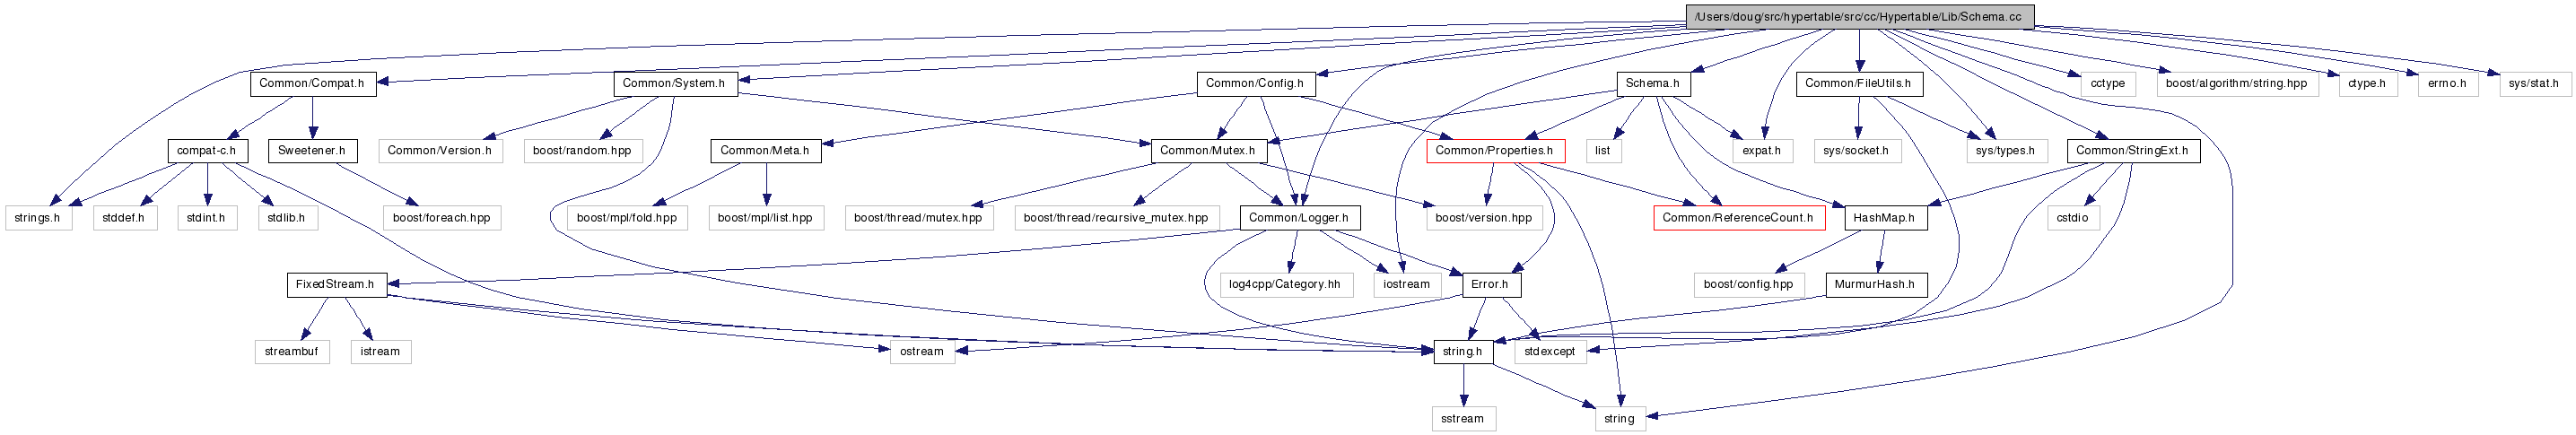 /Users/doug/src/hypertable/src/cc/Hypertable/Lib/Schema.cc
Common/Compat.h
Common/System.h
Common/Config.h
Schema.h
Common/FileUtils.h
cctype
boost/algorithm/string.hpp
ctype.h
errno.h
sys/stat.h
compat-c.h
Sweetener.h
Common/Version.h
boost/random.hpp
Common/Meta.h
Common/Mutex.h
Common/Properties.h
list
expat.h
sys/socket.h
sys/types.h
Common/StringExt.h
strings.h
stddef.h
stdint.h
stdlib.h
boost/foreach.hpp
boost/mpl/fold.hpp
boost/mpl/list.hpp
boost/thread/mutex.hpp
boost/thread/recursive_mutex.hpp
Common/Logger.h
boost/version.hpp
Common/ReferenceCount.h
HashMap.h
cstdio
FixedStream.h
log4cpp/Category.hh
iostream
Error.h
boost/config.hpp
MurmurHash.h
streambuf
istream
ostream
string.h
stdexcept
sstream
string